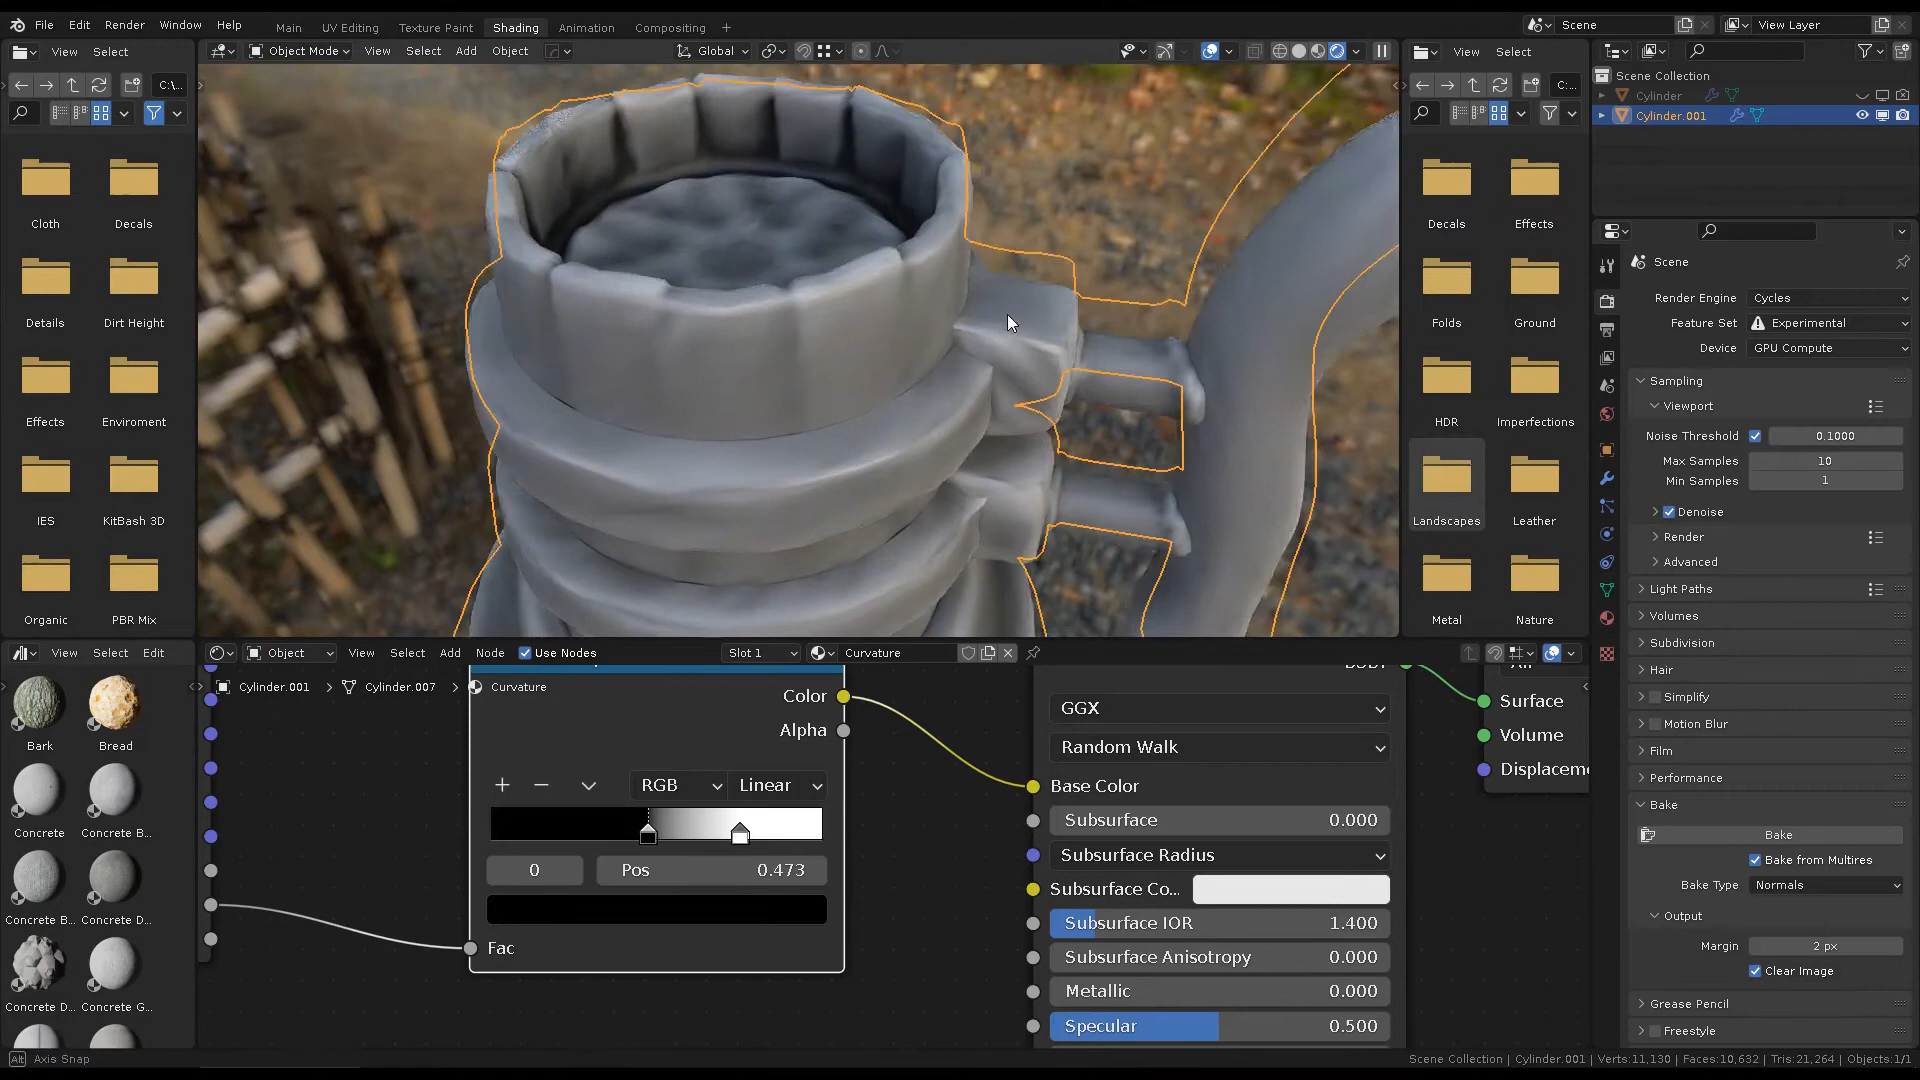 File Edit Render Window Help Main UV Editing Texture Paint Shading Animation Compositing + Scene View Layer
View Select Object Mode View Select Add Object Global View Select
Scene Collection
C:\... C:...
Cylinder
Cylinder.001
Cloth Decals
Details Dirt Height
Effects Enviroment
IES KitBash 3D
Organic PBR Mix
Decals Effects
Folds Ground
HDR Imperfections
Landscapes Leather
Metal Nature
Scene
Render Engine Cycles
Feature Set Experimental
Device GPU Compute
Sampling
Viewport
Noise Threshold 0.1000
Max Samples 10
Min Samples 1
Denoise
Render
Advanced
Light Paths
Volumes
Subdivision
Hair
Simplify
Motion Blur
Film
Performance
Bake
Bake
Bake from Multires
Bake Type Normals
Output
Margin 2 px
Clear Image
Grease Pencil
Freestyle
View Select Edit Object View Select Add Node Use Nodes Slot 1 Curvature
Cylinder.001 > Cylinder.007 > Curvature
Bark Bread
Concrete Concrete B...
Concrete B... Concrete D...
Concrete D... Concrete G...
Color
Alpha
+ − RGB Linear
0 Pos 0.473
Fac
GGX
Random Walk
Base Color
Subsurface 0.000
Subsurface Radius
Subsurface Co...
Subsurface IOR 1.400
Subsurface Anisotropy 0.000
Metallic 0.000
Specular 0.500
Surface
Volume
Displaceme
Alt Axis Snap
Scene Collection | Cylinder.001 | Verts:11,130 | Faces:10,632 | Tris:21,264 | Objects:1/1